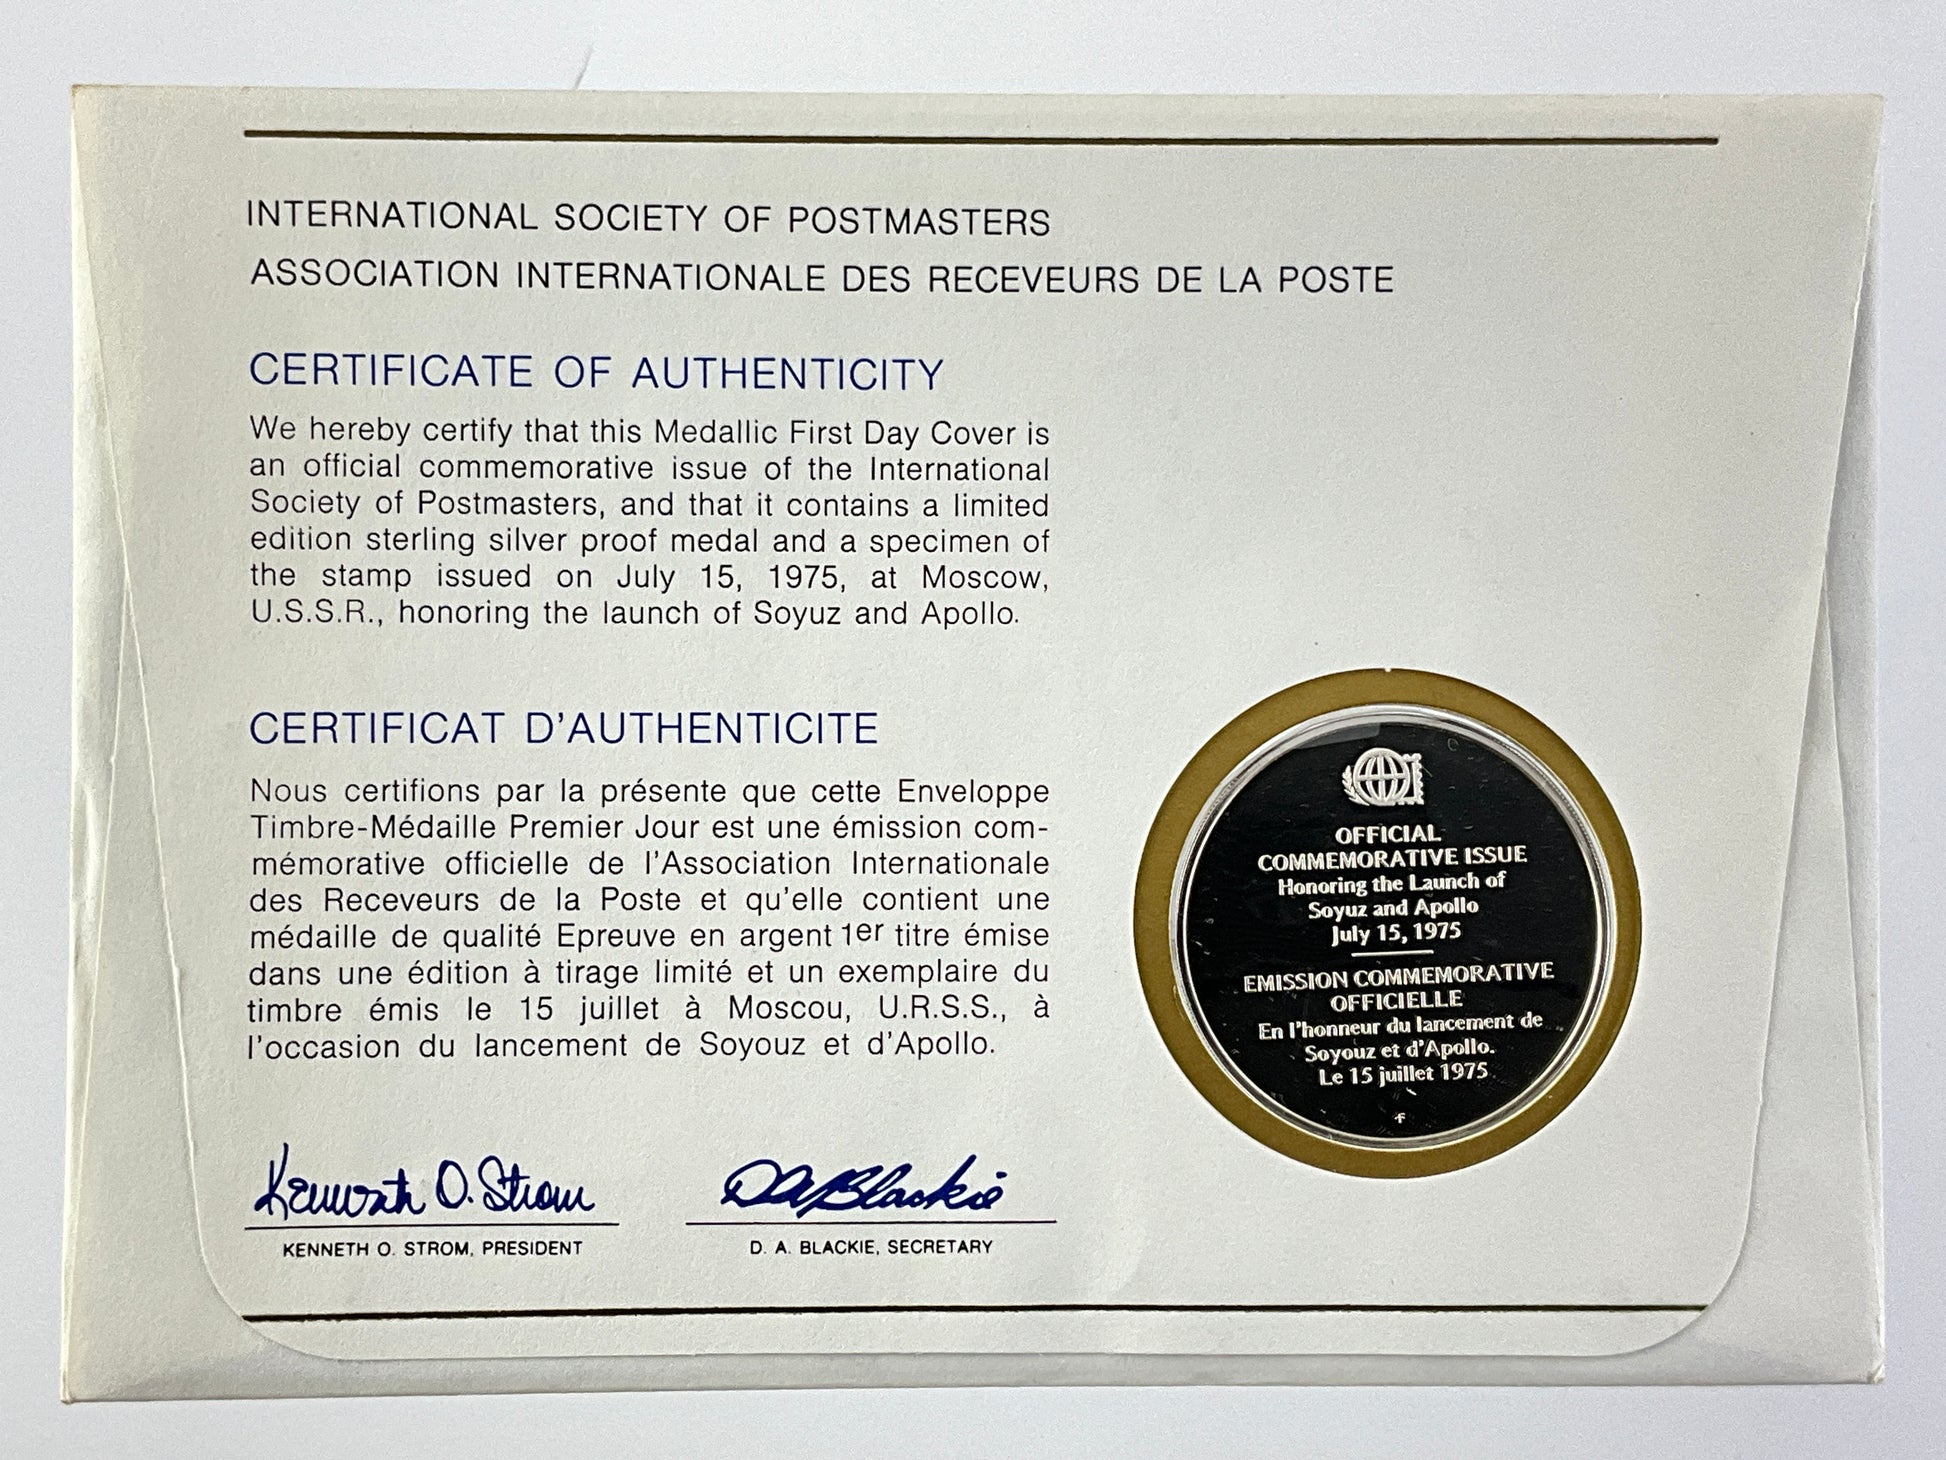 INTERNATIONAL SOCIETY OF POSTMASTERS
ASSOCIATION INTERNATIONALE DES RECEVEURS DE LA POSTE
CERTIFICATE OF AUTHENTICITY
We hereby certify that this Medallic First Day Cover is
an official commemorative issue of the International
Society of Postmasters, and that it contains a limited
edition sterling silver proof medal and a specimen of
the stamp issued on July 15, 1975, at Moscow,
U.S.S.R., honoring the launch of Soyuz and Apollo.
CERTIFICAT D'AUTHENTICITE
Nous certifions par la présente que cette Enveloppe
Timbre-Médaille Premier Jour est une émission com-
mémorative officielle de l'Association Internationale
des Receveurs de la Poste et qu'elle contient une
médaille de qualité Epreuve en argent 1er titre émise
dans une édition à tirage limité et un exemplaire du
timbre émis le 15 juillet à Moscou, U.R.S.S., à
l'occasion du lancement de Soyouz et d'Apollo.
Kenneth O. Strom
KENNETH O. STROM, PRESIDENT
DA Blackie
D. A. BLACKIE, SECRETARY
OFFICIAL
COMMEMORATIVE ISSUE
Honoring the Launch of
Soyuz and Apollo
July 15, 1975
EMISSION COMMEMORATIVE
OFFICIELLE
En l'honneur du lancement de
Soyouz et d'Apollo.
Le 15 juillet 1975